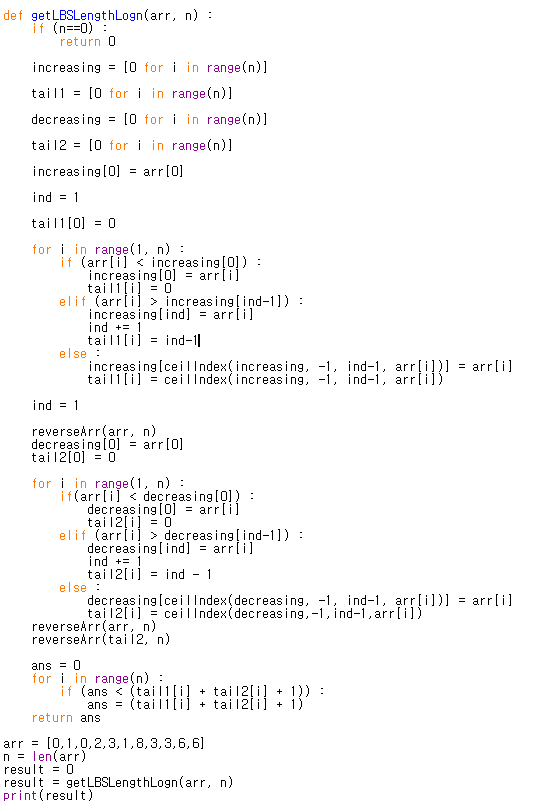 def getLBSLengthLogn(arr, n) :
    if (n==0) :
        return 0
    increasing = [0 for i in range(n)]
    tail1 = [0 for i in range(n)]
    decreasing = [0 for i in range(n)]
    tail2 = [0 for i in range(n)]
    increasing[0] = arr[0]
    ind = 1
    tail1[0] = 0
    for i in range(1, n) :
        if (arr[i] < increasing[0]) :
            increasing[0] = arr[i]
            tail1[i] = 0
        elif (arr[i] > increasing[ind-1]) :
            increasing[ind] = arr[i]
            ind += 1
            tail1[i] = ind-1
        else :
            increasing[ceilIndex(increasing, -1, ind-1, arr[i])] = arr[i]
            tail1[i] = ceilIndex(increasing, -1, ind-1, arr[i])
    ind = 1
    reverseArr(arr, n)
    decreasing[0] = arr[0]
    tail2[0] = 0
    for i in range(1, n) :
        if(arr[i] < decreasing[0]) :
            decreasing[0] = arr[i]
            tail2[i] = 0
        elif (arr[i] > decreasing[ind-1]) :
            decreasing[ind] = arr[i]
            ind += 1
            tail2[i] = ind - 1
        else :
            decreasing[ceilIndex(decreasing, -1, ind-1, arr[i])] = arr[i]
            tail2[i] = ceilIndex(decreasing,-1,ind-1,arr[i])
    reverseArr(arr, n)
    reverseArr(tail2, n)
    ans = 0
    for i in range(n) :
        if (ans < (tail1[i] + tail2[i] + 1)) :
            ans = (tail1[i] + tail2[i] + 1)
    return ans
arr = [0,1,0,2,3,1,8,3,3,6,6]
n = len(arr)
result = 0
result = getLBSLengthLogn(arr, n)
print(result)